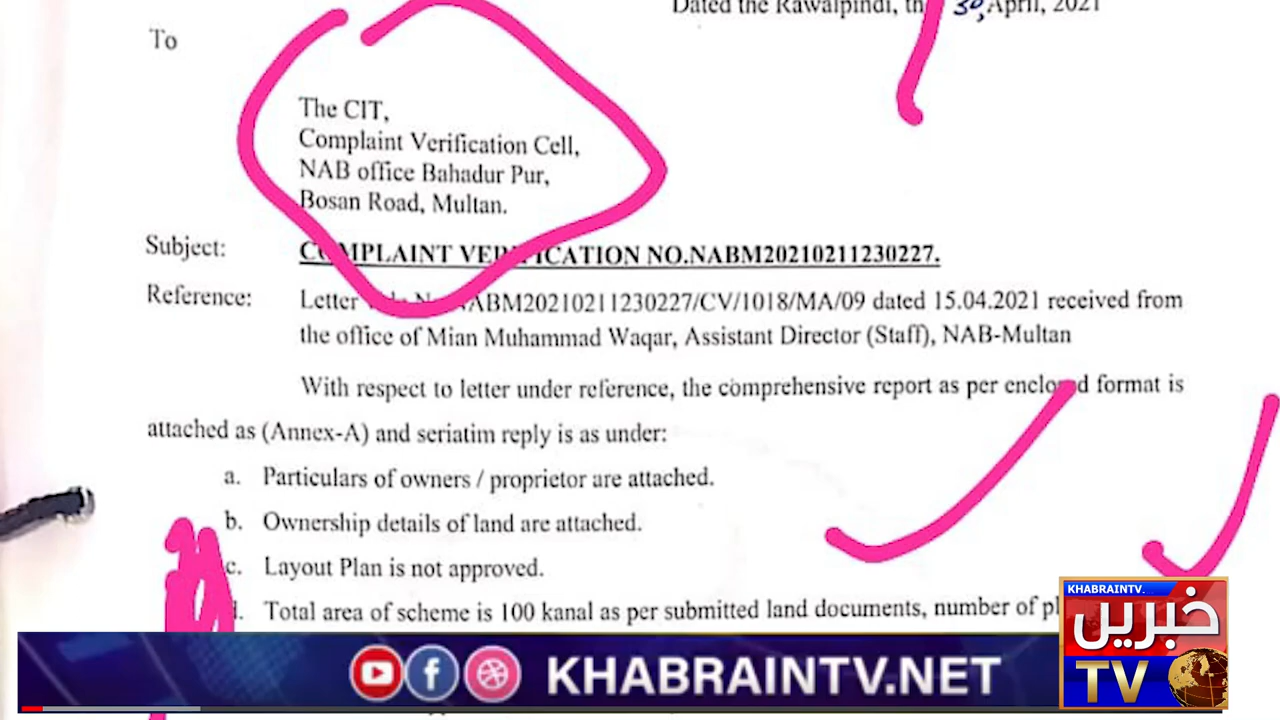 Dated the Rawalpindi, th 30, April, 2021
To
The CIT,
Complaint Verification Cell,
NAB office Bahadur Pur,
Bosan Road, Multan.
Subject: COMPLAINT VERIFICATION NO.NABM20210211230227.
Reference: Letter NABM20210211230227/CV/1018/MA/09 dated 15.04.2021 received from
the office of Mian Muhammad Waqar, Assistant Director (Staff), NAB-Multan
With respect to letter under reference, the comprehensive report as per enclosed format is
attached as (Annex-A) and seriatim reply is as under:
a. Particulars of owners / proprietor are attached.
b. Ownership details of land are attached.
c. Layout Plan is not approved.
d. Total area of scheme is 100 kanal as per submitted land documents, number of pl
KHABRAINTV.
خبریں
TV
KHABRAINTV.NET